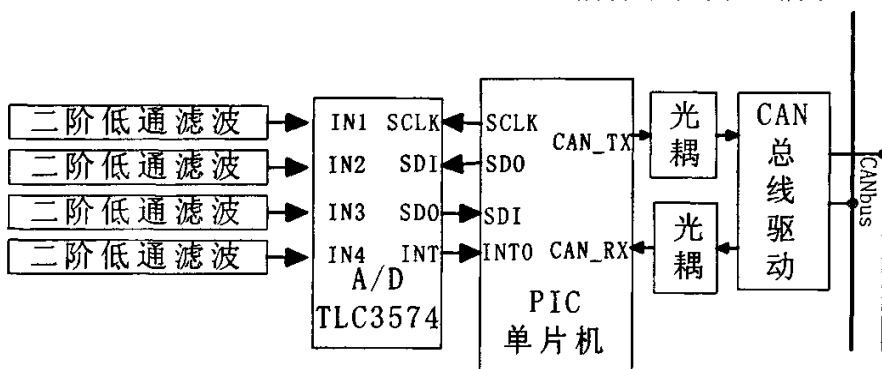 二阶低通滤波
二阶低通滤波
二阶低通滤波
二阶低通滤波
IN1 SCLK
IN2 SDI
IN3 SDO
IN4 INT
A/D
TLC3574
SCLK
CAN_TX
SDO
SDI
INT0 CAN_RX
PIC
单片机
光
耦
光
耦
CAN
总
线
驱
动
CANbus